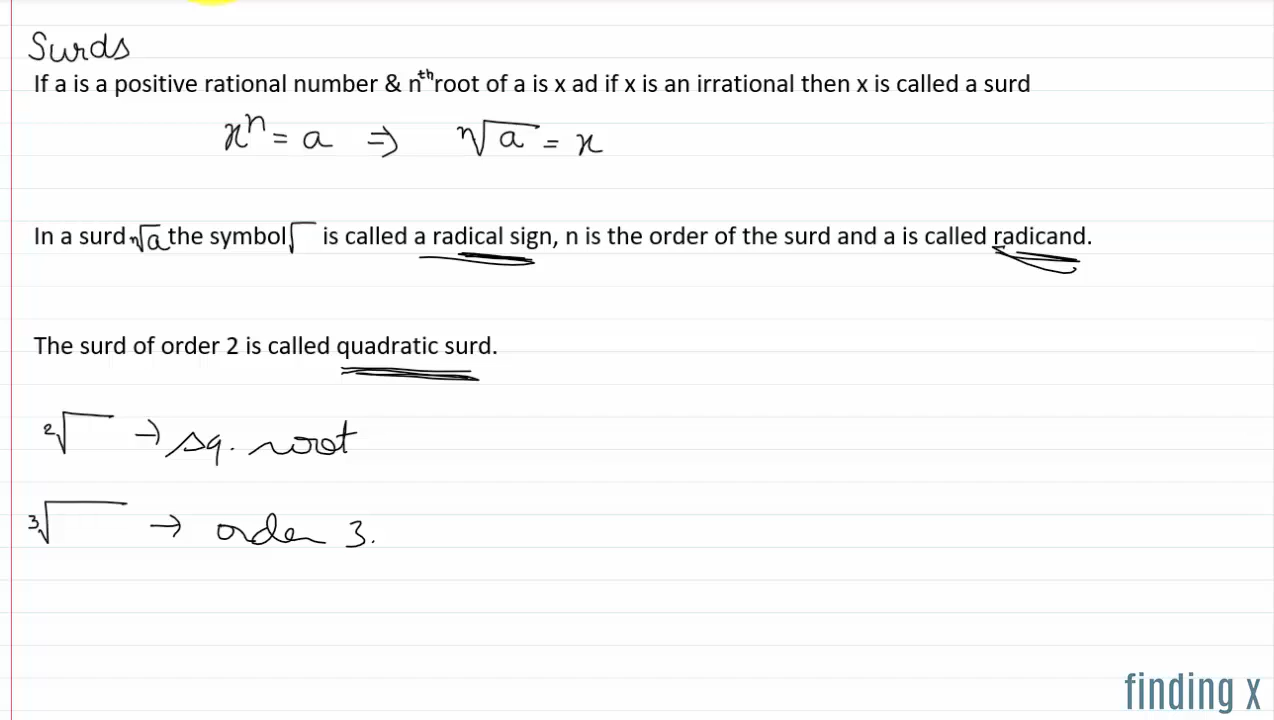 Surds
If a is a positive rational number & nth root of a is x ad if x is an irrational then x is called a surd
xⁿ = a ⇒ ⁿ√a = x
In a surd ⁿ√a the symbol √ is called a radical sign, n is the order of the surd and a is called radicand.
The surd of order 2 is called quadratic surd.
²√ → sq. root
³√ → order 3.
finding x